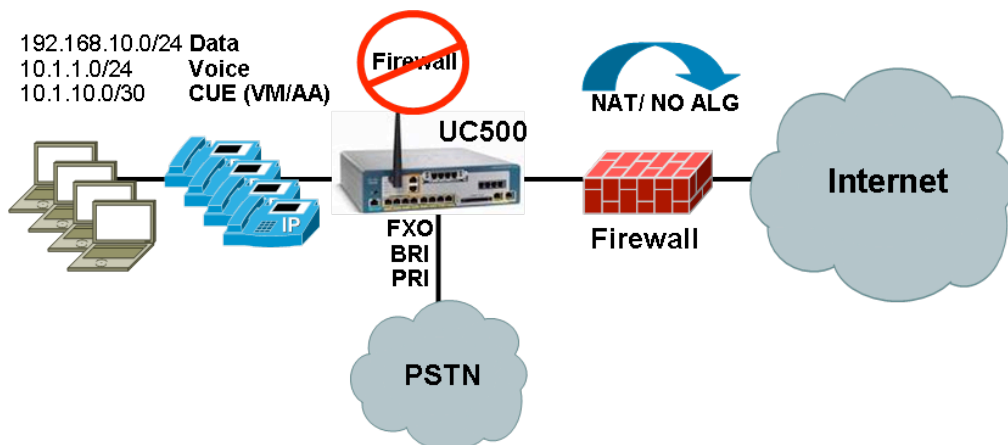 192.168.10.0/24 Data
10.1.1.0/24 Voice
10.1.10.0/30 CUE (VM/AA)
Firewall
UC500
NAT/ NO ALG
IP
FXO
BRI
PRI
Firewall
Internet
PSTN